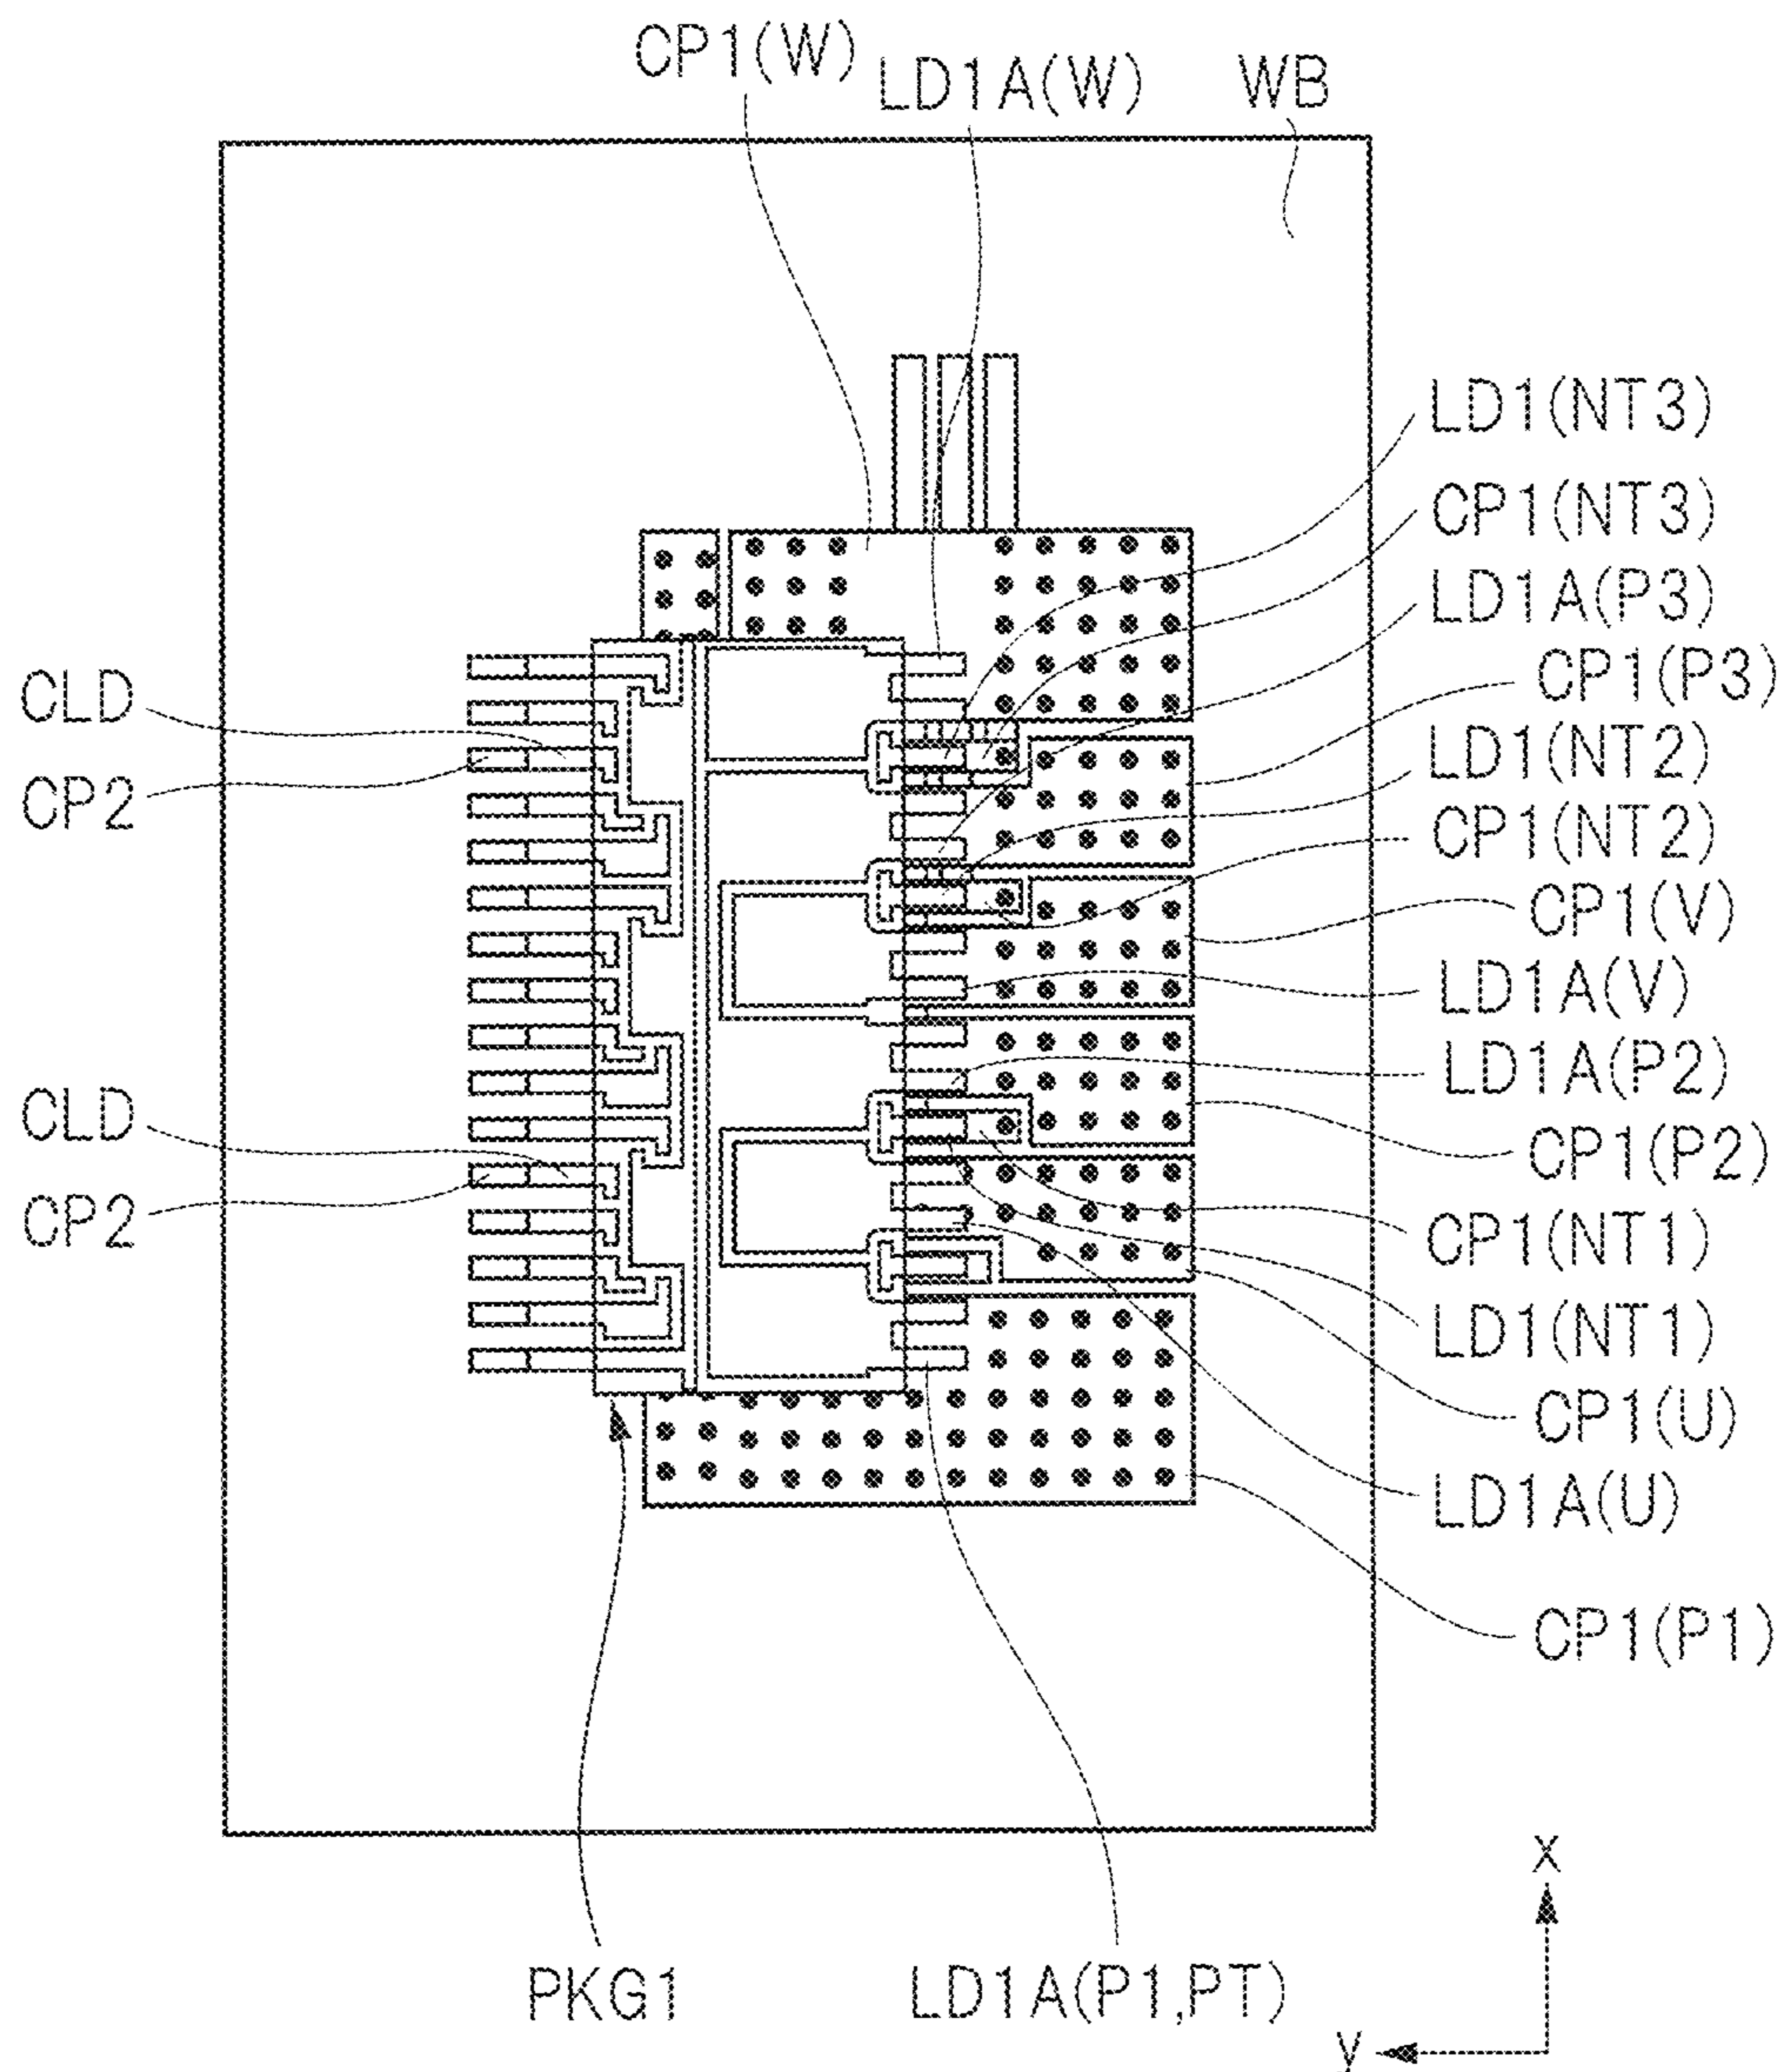 CP1(W)
LD1A(W)
WB
LD1(NT3)
CP1(NT3)
LD1A(P3)
CP1(P3)
CLD
LD1(NT2)
CP2
CP1(NT2)
CP1(V)
LD1A(V)
LD1A(P2)
CLD
CP1(P2)
CP2
CP1(NT1)
LD1(NT1)
CP1(U)
LD1A(U)
CP1(P1)
x
PKG1
LD1A(P1,PT)
y